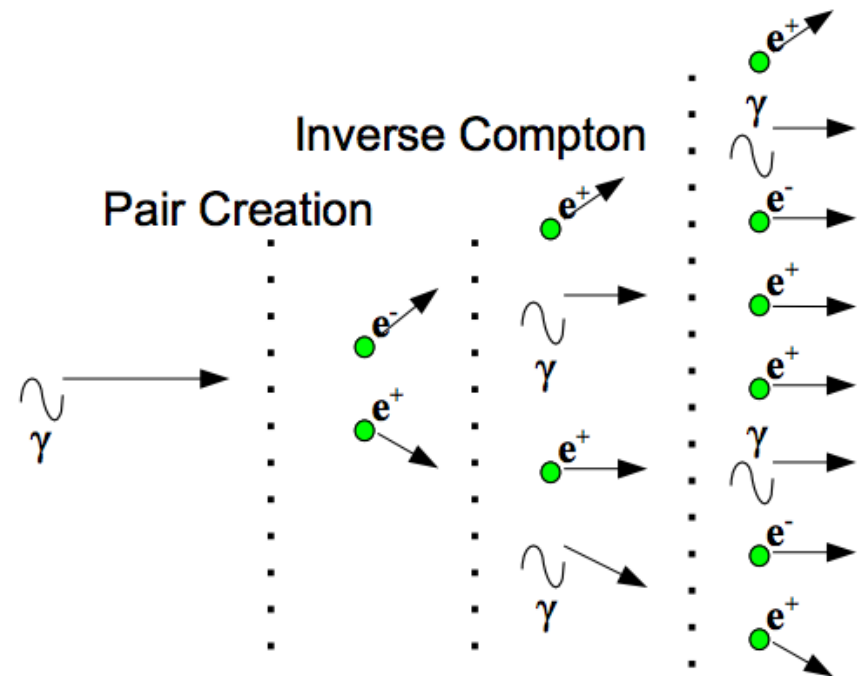 Pair Creation
Inverse Compton
γ
e⁻
e⁺
e⁺
γ
e⁺
γ
e⁺
γ
e⁻
e⁺
e⁺
γ
e⁻
e⁺